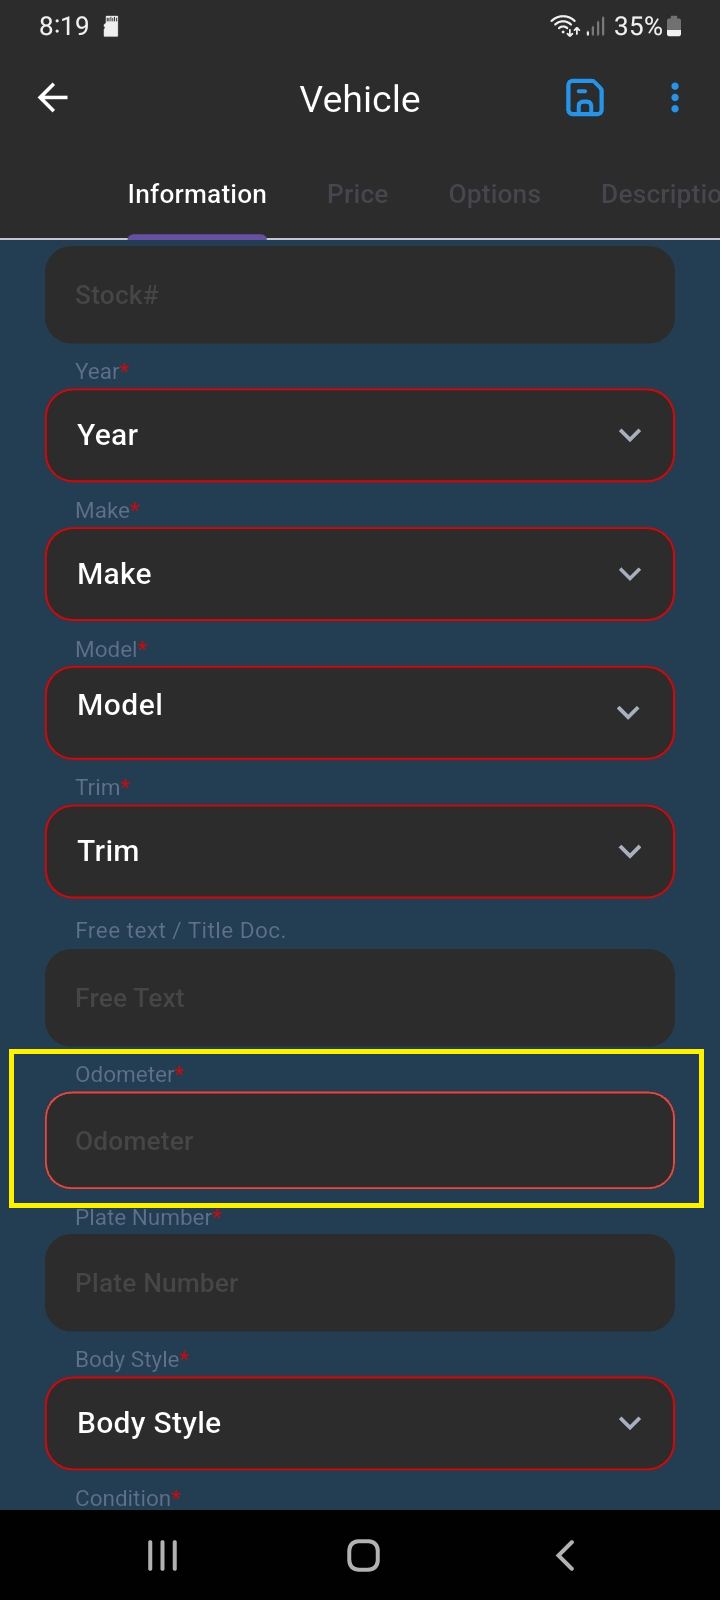 8:19 35%
Vehicle
Information Price Options Descriptio
Stock#
Year*
Year
Make*
Make
Model*
Model
Trim*
Trim
Free text / Title Doc.
Free Text
Odometer*
Odometer
Plate Number*
Plate Number
Body Style*
Body Style
Condition*